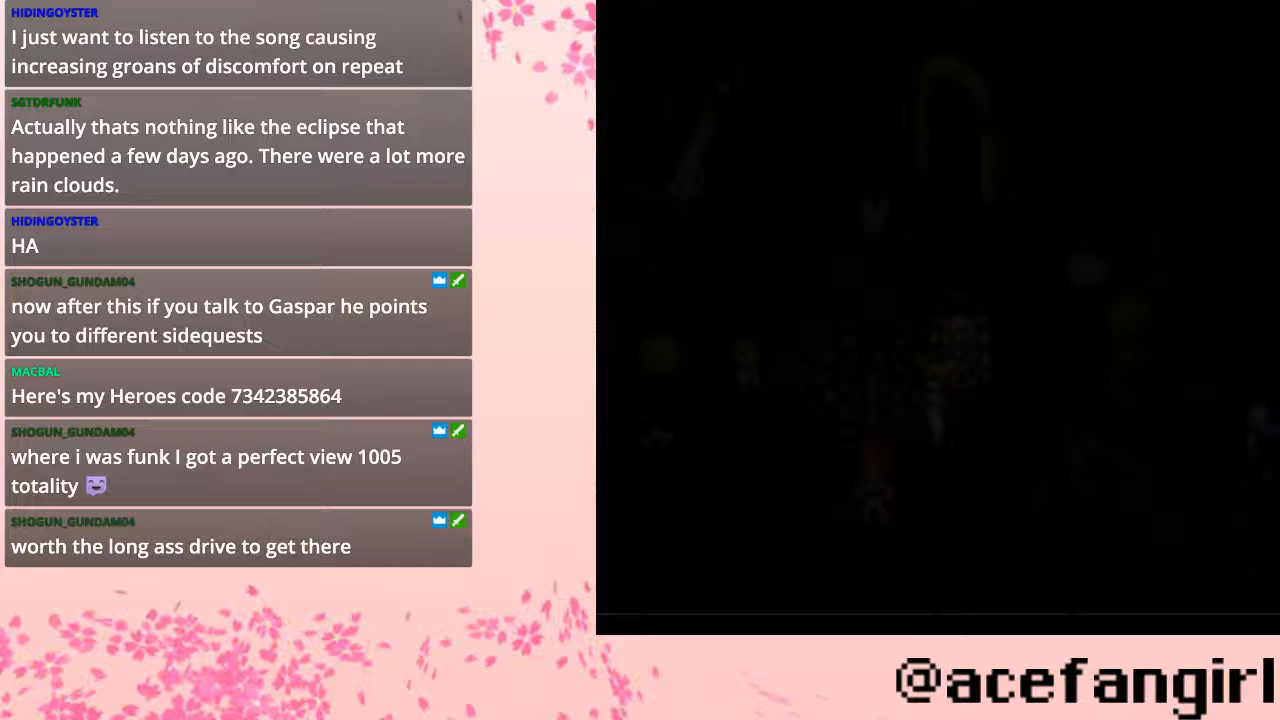 HIDINGOYSTER
I just want to listen to the song causing
increasing groans of discomfort on repeat
SGTDRFUNK
Actually thats nothing like the eclipse that
happened a few days ago. There were a lot more
rain clouds.
HIDINGOYSTER
HA
SHOGUN_GUNDAM04
now after this if you talk to Gaspar he points
you to different sidequests
MACBAL
Here's my Heroes code 7342385864
SHOGUN_GUNDAM04
where i was funk I got a perfect view 1005
totality
SHOGUN_GUNDAM04
worth the long ass drive to get there
@acefangirl